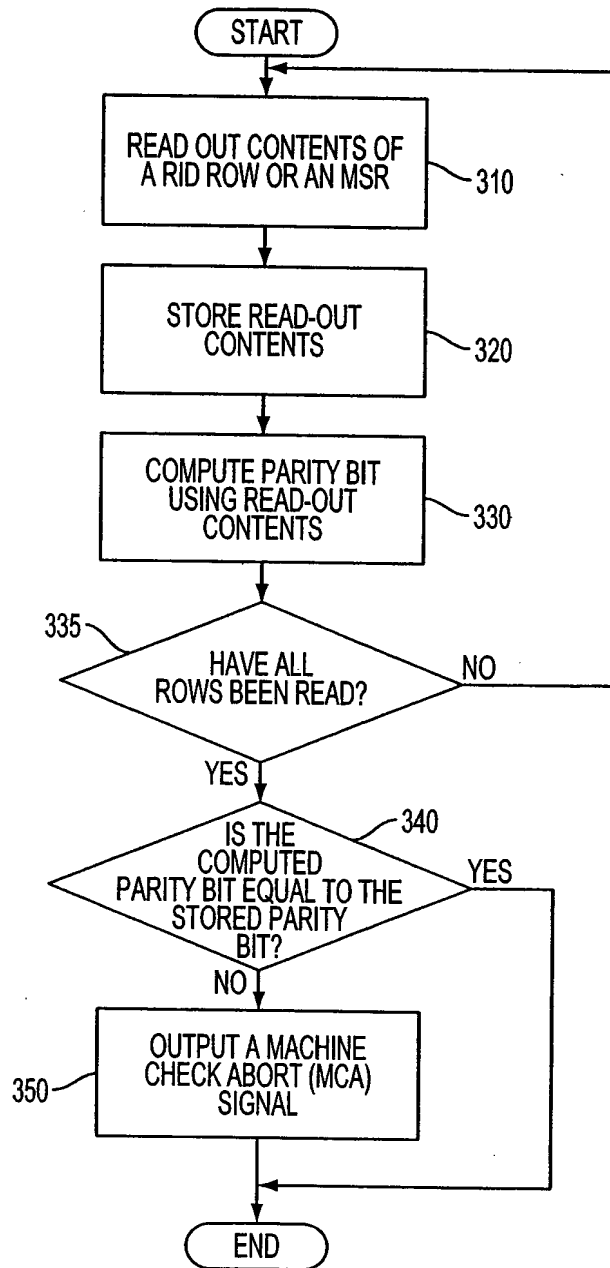 START
READ OUT CONTENTS OF
A RID ROW OR AN MSR
310
STORE READ-OUT
CONTENTS
320
COMPUTE PARITY BIT
USING READ-OUT
CONTENTS
330
335
HAVE ALL
ROWS BEEN READ?
NO
YES
340
IS THE
COMPUTED
PARITY BIT EQUAL TO THE
STORED PARITY
BIT?
YES
NO
OUTPUT A MACHINE
CHECK ABORT (MCA)
SIGNAL
350
END